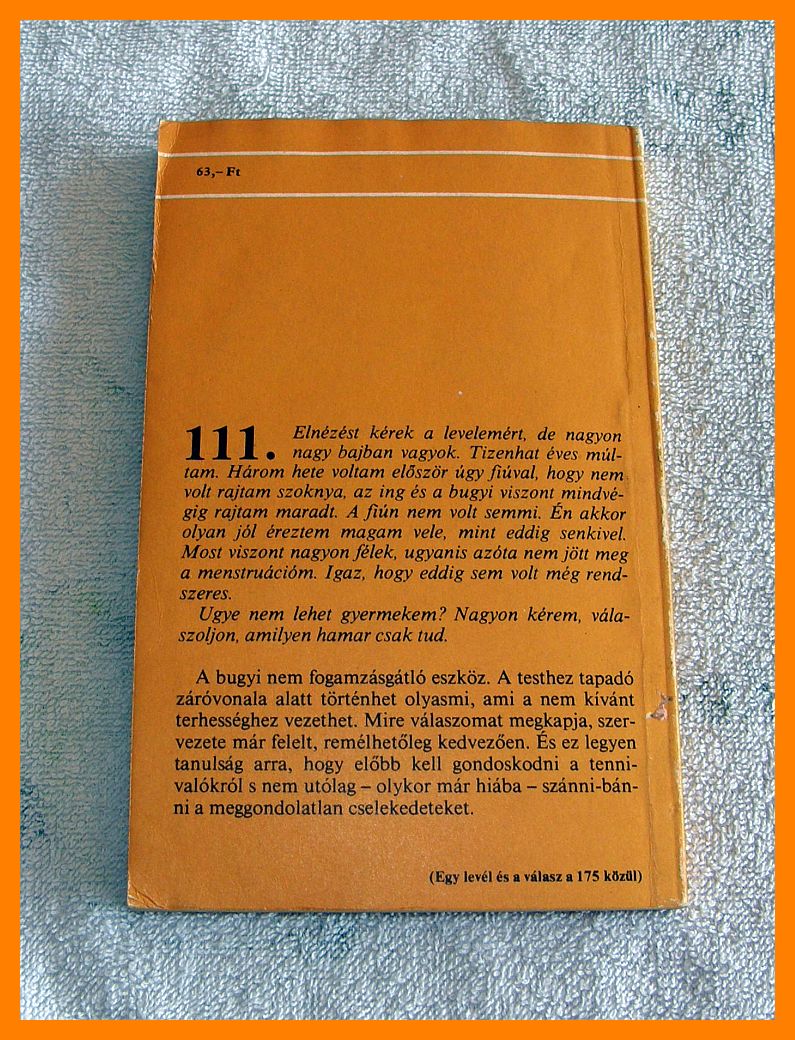 63,– Ft
111. Elnézést kérek a levelemért, de nagyon
nagy bajban vagyok. Tizenhat éves múl-
tam. Három hete voltam először úgy fiúval, hogy nem
volt rajtam szoknya, az ing és a bugyi viszont mindvé-
gig rajtam maradt. A fiún nem volt semmi. Én akkor
olyan jól éreztem magam vele, mint eddig senkivel.
Most viszont nagyon félek, ugyanis azóta nem jött meg
a menstruációm. Igaz, hogy eddig sem volt még rend-
szeres.
Ugye nem lehet gyermekem? Nagyon kérem, vála-
szoljon, amilyen hamar csak tud.
A bugyi nem fogamzásgátló eszköz. A testhez tapadó
záróvonala alatt történhet olyasmi, ami a nem kívánt
terhességhez vezethet. Mire válaszomat megkapja, szer-
vezete már felelt, remélhetőleg kedvezően. És ez legyen
tanulság arra, hogy előbb kell gondoskodni a tenni-
valókról s nem utólag – olykor már hiába – szánni-bán-
ni a meggondolatlan cselekedeteket.
(Egy levél és a válasz a 175 közül)